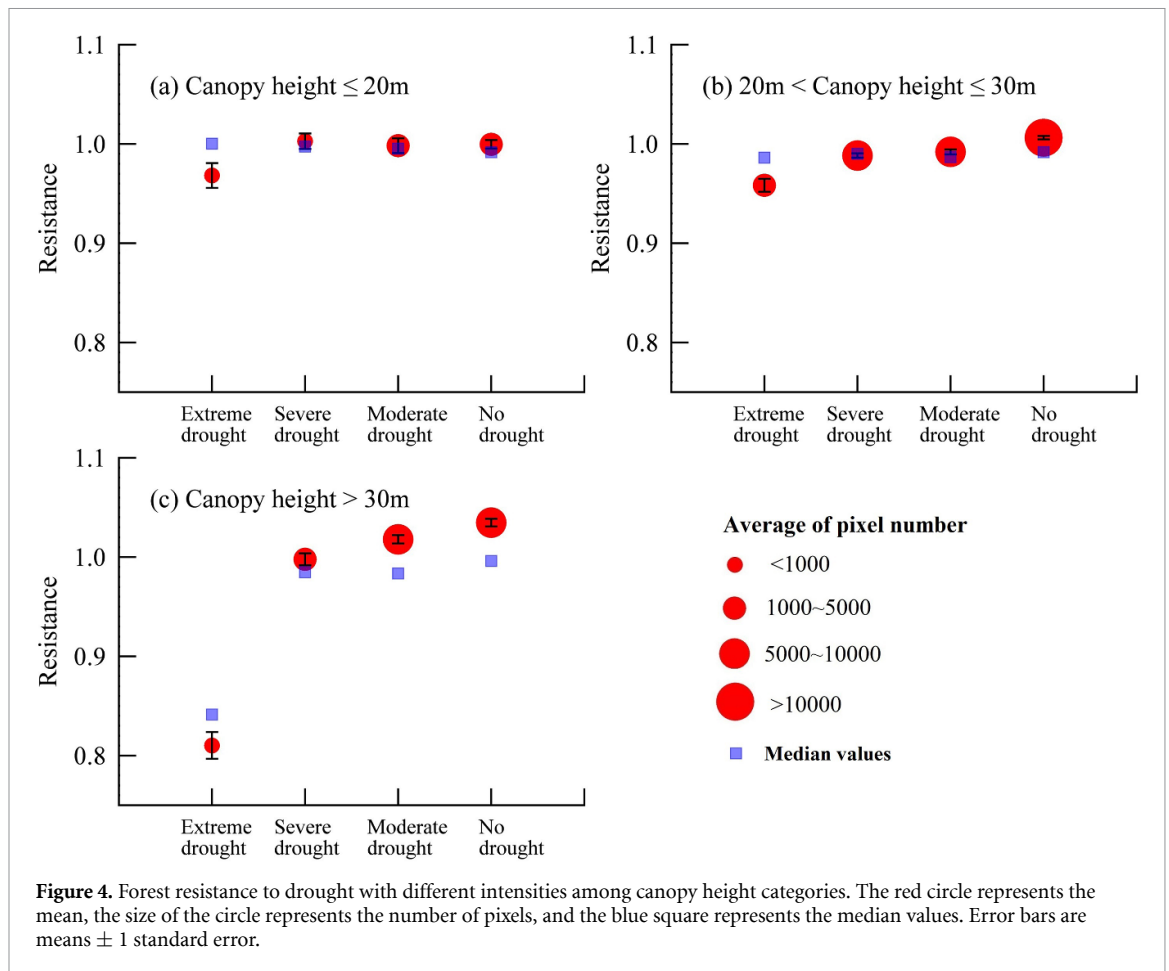 1.1
(a) Canopy height ≤ 20m
1.0
0.9
0.8
Resistance
Extreme drought
Severe drought
Moderate drought
No drought
1.1
(b) 20m < Canopy height ≤ 30m
1.0
0.9
0.8
Resistance
Extreme drought
Severe drought
Moderate drought
No drought
1.1
(c) Canopy height > 30m
1.0
0.9
0.8
Resistance
Extreme drought
Severe drought
Moderate drought
No drought
Average of pixel number
<1000
1000~5000
5000~10000
>10000
Median values
Figure 4. Forest resistance to drought with different intensities among canopy height categories. The red circle represents the
mean, the size of the circle represents the number of pixels, and the blue square represents the median values. Error bars are
means ± 1 standard error.